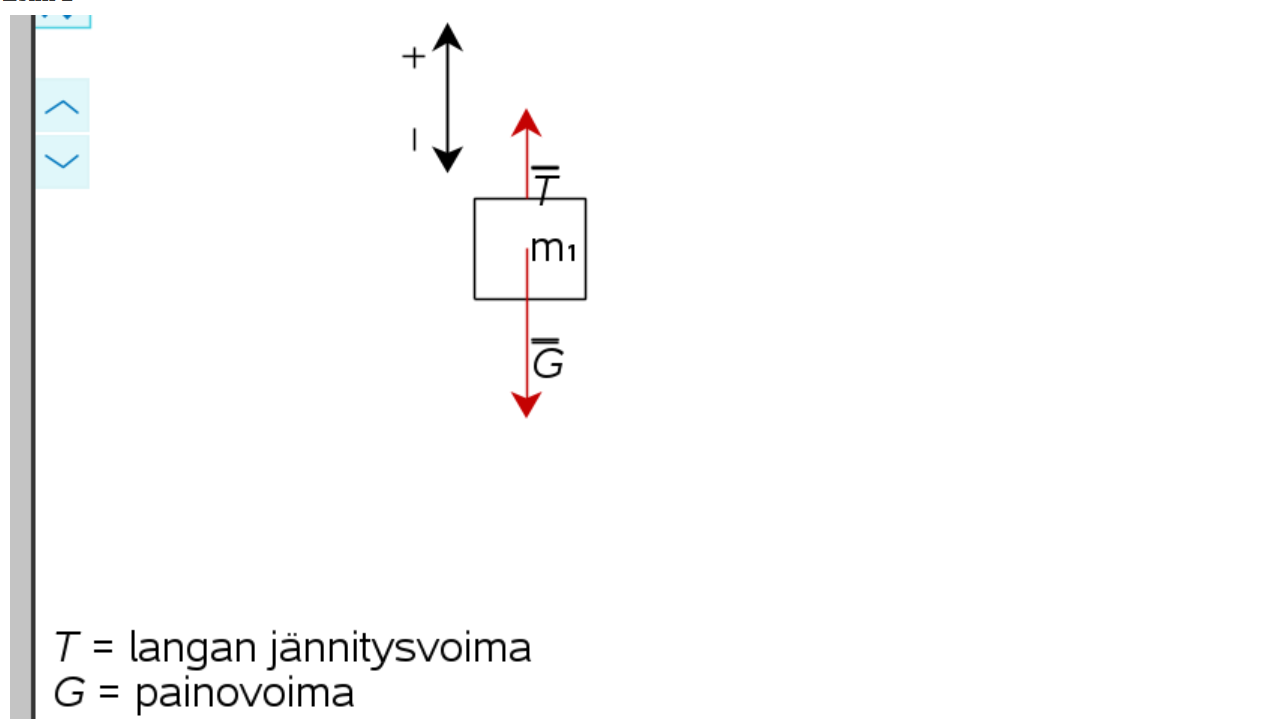 +
–
T̅
m₁
G̅
T = langan jännitysvoima
G = painovoima